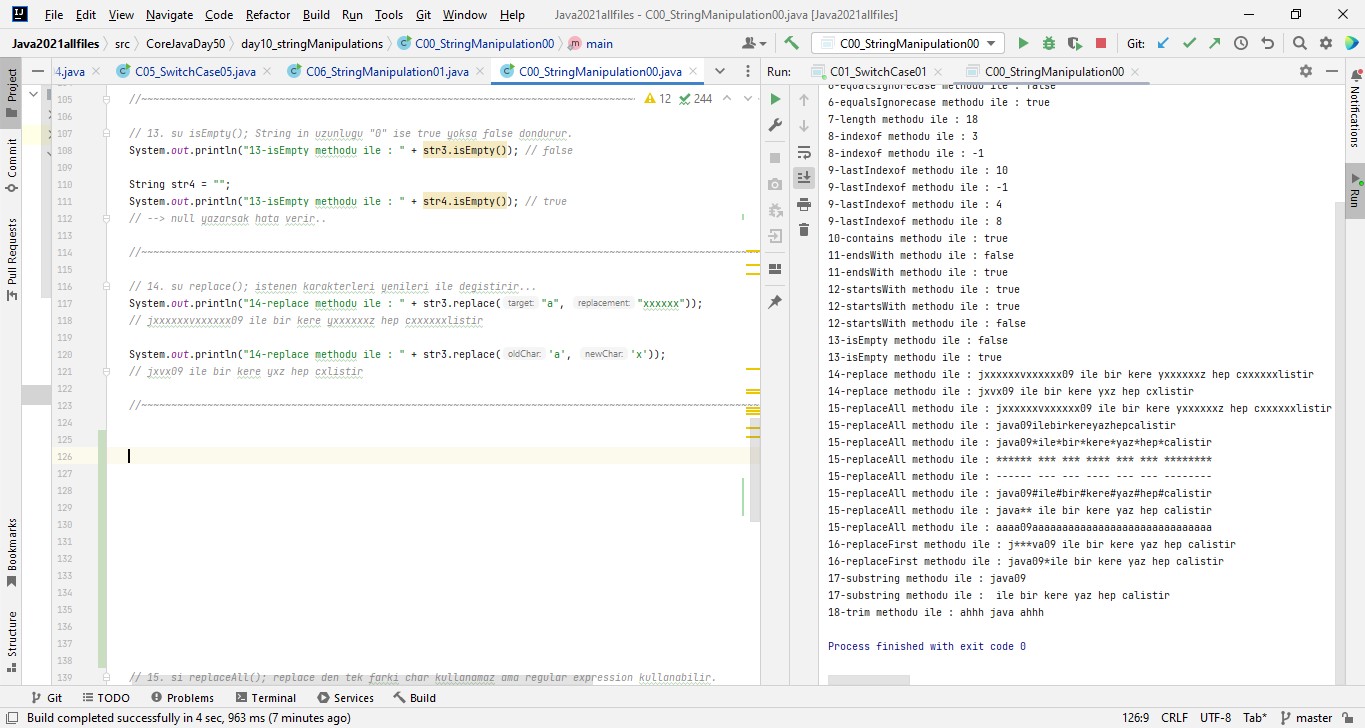 File Edit View Navigate Code Refactor Build Run Tools Git Window Help Java2021allfiles - C00_StringManipulation00.java [Java2021allfiles]
Java2021allfiles src CoreJavaDay50 day10_stringManipulations C00_StringManipulation00 main C00_StringManipulation00 Git:
4.java C05_SwitchCase05.java C06_StringManipulation01.java C00_StringManipulation00.java
Run: C01_SwitchCase01 C00_StringManipulation00
Project
Commit
Pull Requests
Bookmarks
Structure
12 244
105 //~~~~~~~~~~~~~~~~~~~~~~~~~~~~~~~~~~~~~~~~~~~~~~~~~~~~~~~~~~~~~~~~~~~~~~~~~~~~~~~~~~
106
107 // 13. su isEmpty(); String in uzunlugu "0" ise true yoksa false dondurur.
108 System.out.println("13-isEmpty methodu ile : " + str3.isEmpty()); // false
109
110 String str4 = "";
111 System.out.println("13-isEmpty methodu ile : " + str4.isEmpty()); // true
112 // --> null yazarsak hata verir..
113
114 //~~~~~~~~~~~~~~~~~~~~~~~~~~~~~~~~~~~~~~~~~~~~~~~~~~~~~~~~~~~~~~~~~~~~~~~~~~~~~~~~~~~~~~~~~~~~~~~~~~~~~
115
116 // 14. su replace(); istenen karakterleri yenileri ile degistirir...
117 System.out.println("14-replace methodu ile : " + str3.replace( target: "a", replacement: "xxxxxx"));
118 // jxxxxxxvxxxxxx09 ile bir kere yxxxxxxz hep cxxxxxxlistir
119
120 System.out.println("14-replace methodu ile : " + str3.replace( oldChar: 'a', newChar: 'x'));
121 // jxvx09 ile bir kere yxz hep cxlistir
122
123 //~~~~~~~~~~~~~~~~~~~~~~~~~~~~~~~~~~~~~~~~~~~~~~~~~~~~~~~~~~~~~~~~~~~~~~~~~~~~~~~~~~~~~~~~~~~~~~~~~~~~~
124
125
126
127
128
129
130
131
132
133
134
135
136
137
138
139 // 15. si replaceAll(); replace den tek farki char kullanamaz ama regular expression kullanabilir.
6-equalsIgnorecase methodu ile : false
6-equalsIgnorecase methodu ile : true
7-length methodu ile : 18
8-indexof methodu ile : 3
8-indexof methodu ile : -1
9-lastIndexof methodu ile : 10
9-lastIndexof methodu ile : -1
9-lastIndexof methodu ile : 4
9-lastIndexof methodu ile : 8
10-contains methodu ile : true
11-endsWith methodu ile : false
11-endsWith methodu ile : true
12-startsWith methodu ile : true
12-startsWith methodu ile : true
12-startsWith methodu ile : false
13-isEmpty methodu ile : false
13-isEmpty methodu ile : true
14-replace methodu ile : jxxxxxxvxxxxxx09 ile bir kere yxxxxxxz hep cxxxxxxlistir
14-replace methodu ile : jxvx09 ile bir kere yxz hep cxlistir
15-replaceAll methodu ile : jxxxxxxvxxxxxx09 ile bir kere yxxxxxxz hep cxxxxxxlistir
15-replaceAll methodu ile : java09ilebirkereyazhepcalistir
15-replaceAll methodu ile : java09*ile*bir*kere*yaz*hep*calistir
15-replaceAll methodu ile : ****** *** *** **** *** *** ********
15-replaceAll methodu ile : ------ --- --- ---- --- --- --------
15-replaceAll methodu ile : java09#ile#bir#kere#yaz#hep#calistir
15-replaceAll methodu ile : java** ile bir kere yaz hep calistir
15-replaceAll methodu ile : aaaa09aaaaaaaaaaaaaaaaaaaaaaaaaaaaaa
16-replaceFirst methodu ile : j***va09 ile bir kere yaz hep calistir
16-replaceFirst methodu ile : java09*ile bir kere yaz hep calistir
17-substring methodu ile : java09
17-substring methodu ile :  ile bir kere yaz hep calistir
18-trim methodu ile : ahhh java ahhh
Process finished with exit code 0
Notifications
Run
Git TODO Problems Terminal Services Build
Build completed successfully in 4 sec, 963 ms (7 minutes ago) 126:9 CRLF UTF-8 Tab* master